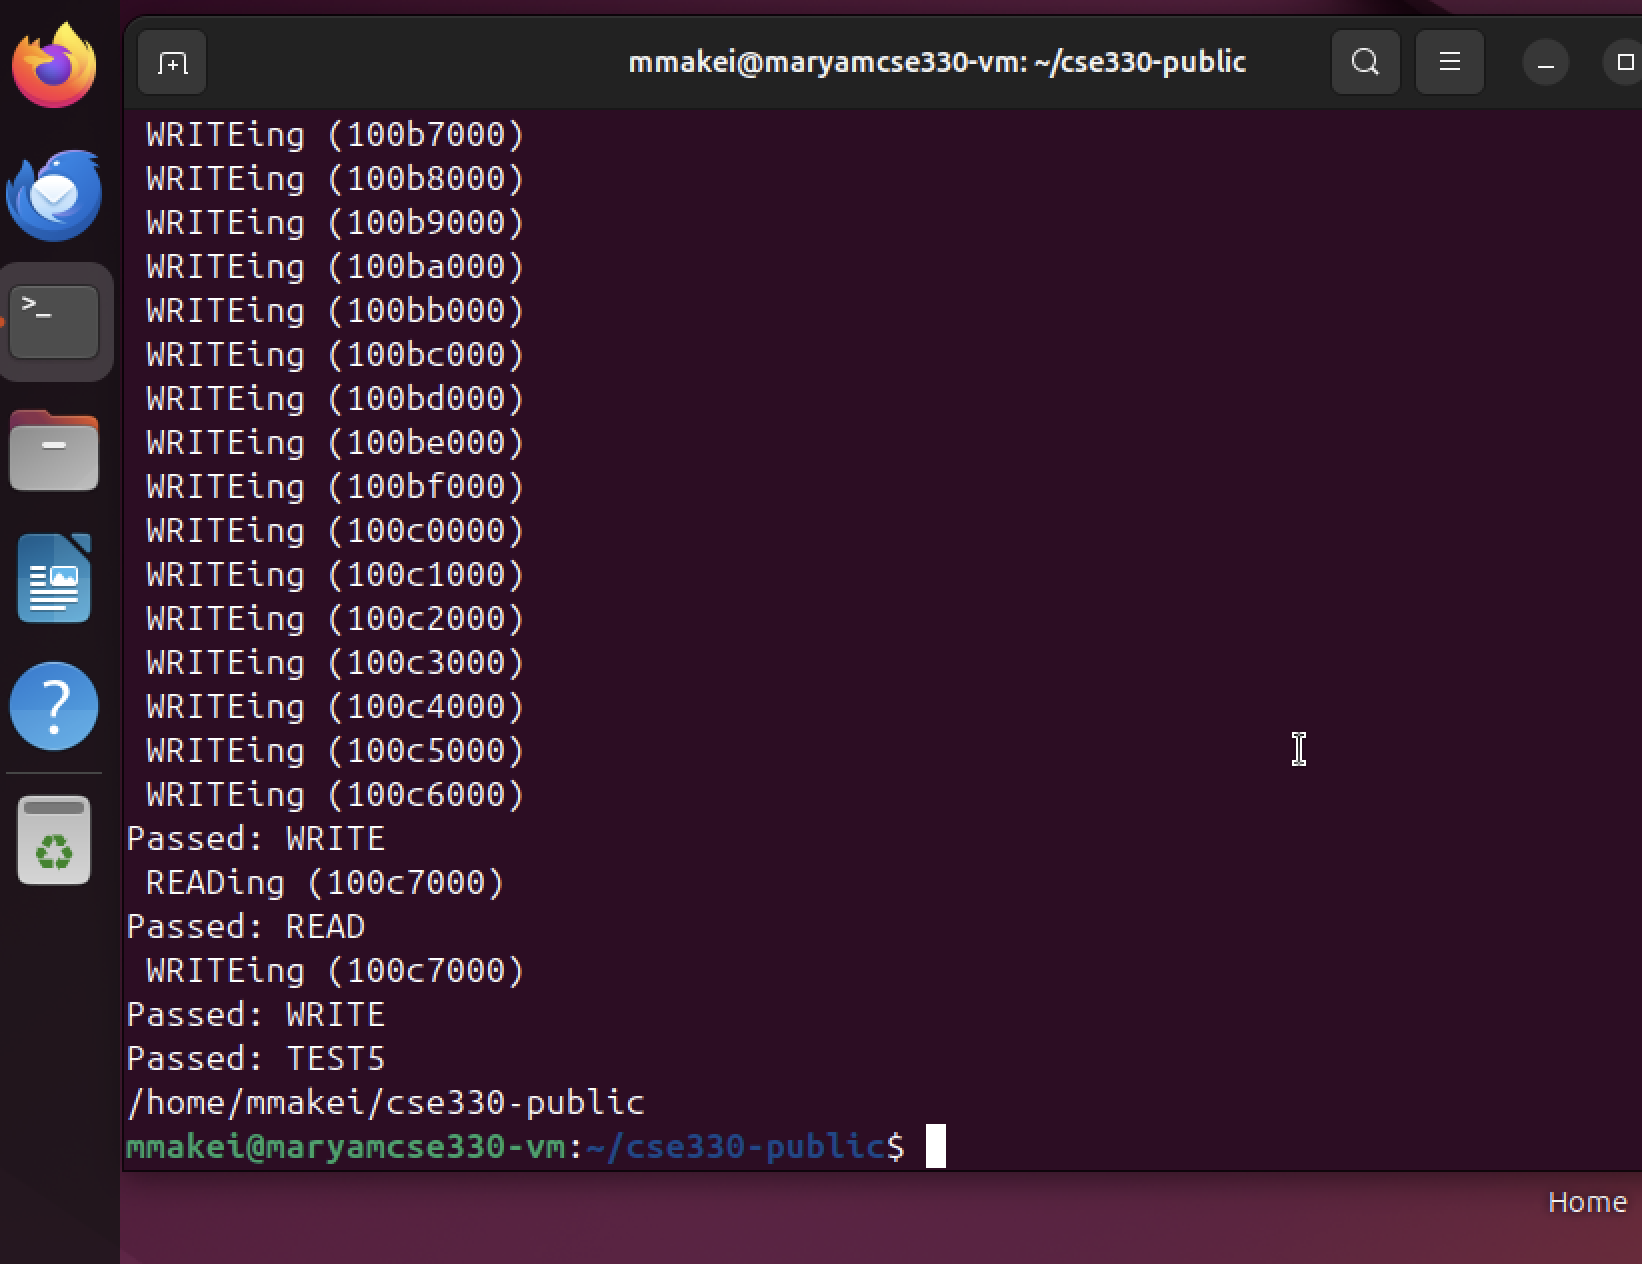 mmakei@maryamcse330-vm: ~/cse330-public
>_
WRITEing (100b7000)
WRITEing (100b8000)
WRITEing (100b9000)
WRITEing (100ba000)
WRITEing (100bb000)
WRITEing (100bc000)
WRITEing (100bd000)
WRITEing (100be000)
WRITEing (100bf000)
WRITEing (100c0000)
WRITEing (100c1000)
WRITEing (100c2000)
WRITEing (100c3000)
WRITEing (100c4000)
WRITEing (100c5000)
WRITEing (100c6000)
Passed: WRITE
READing (100c7000)
Passed: READ
WRITEing (100c7000)
Passed: WRITE
Passed: TEST5
/home/mmakei/cse330-public
mmakei@maryamcse330-vm:~/cse330-public$
?
Home